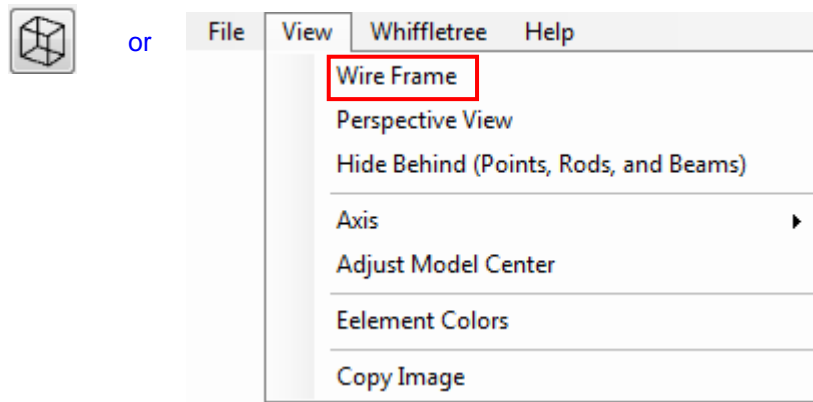 or
File View Whiffletree Help
Wire Frame
Perspective View
Hide Behind (Points, Rods, and Beams)
Axis
Adjust Model Center
Eelement Colors
Copy Image